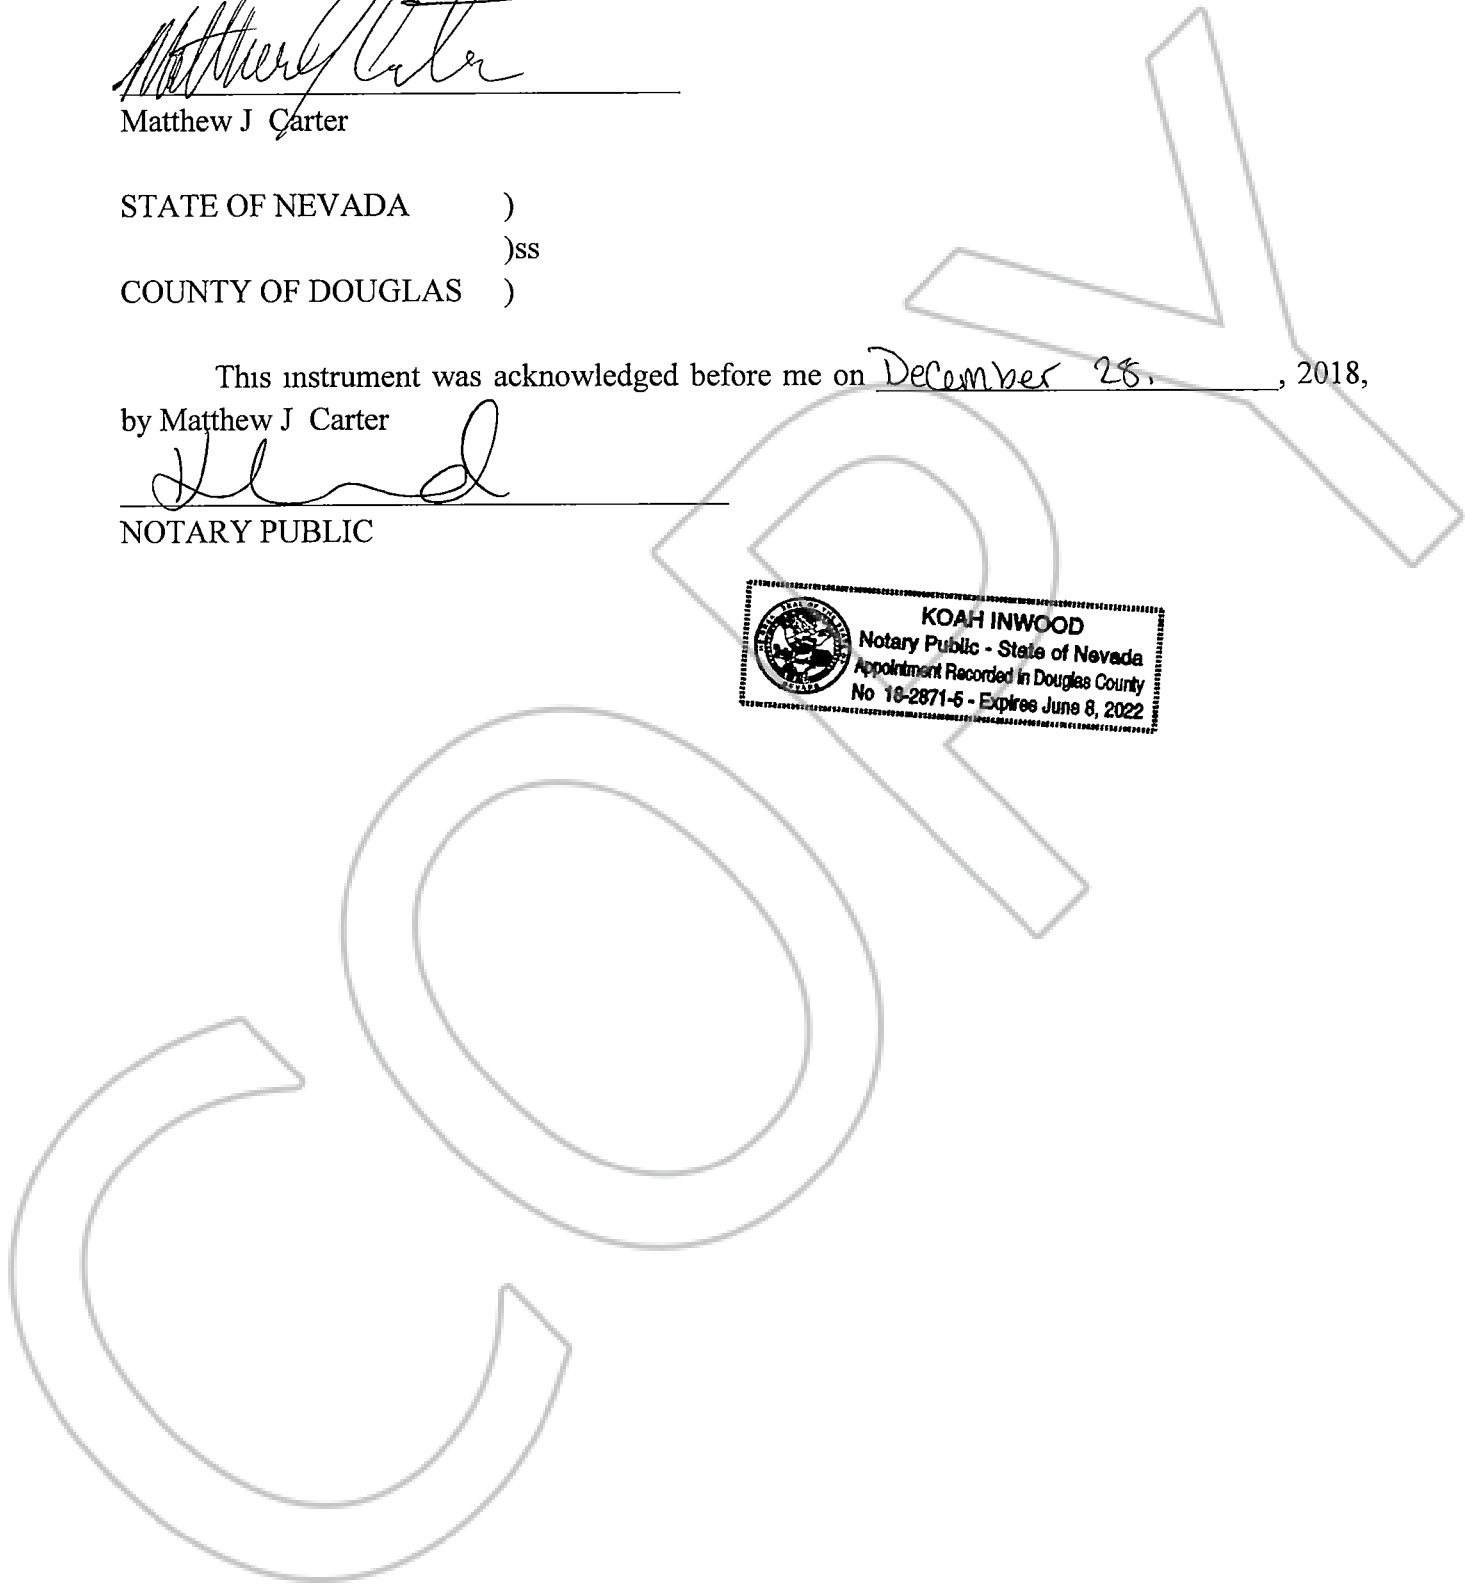 Matthew J Carter
Matthew J Carter
STATE OF NEVADA )
)ss
COUNTY OF DOUGLAS )
This instrument was acknowledged before me on December 28, , 2018,
by Matthew J Carter
NOTARY PUBLIC
KOAH INWOOD
Notary Public - State of Nevada
Appointment Recorded in Douglas County
No 18-2871-5 - Expires June 8, 2022
COPY